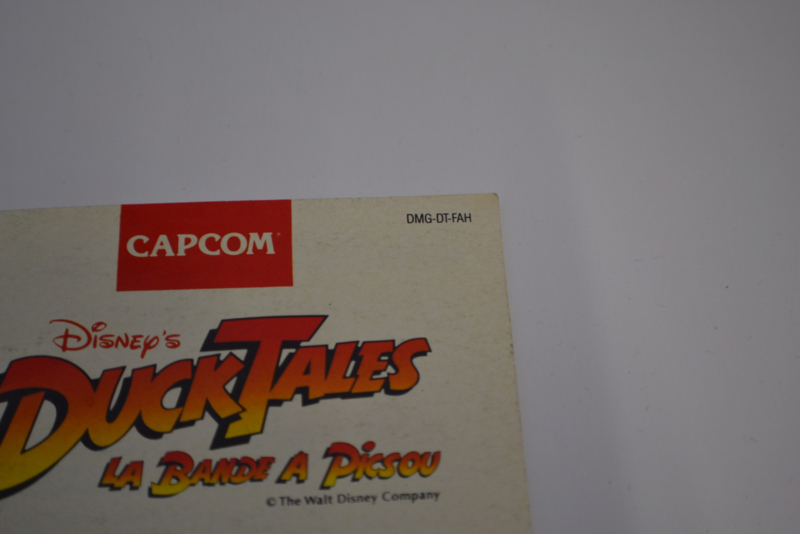 DMG-DT-FAH
CAPCOM
Disney's
DuckTales
La Bande a Picsou
© The Walt Disney Company